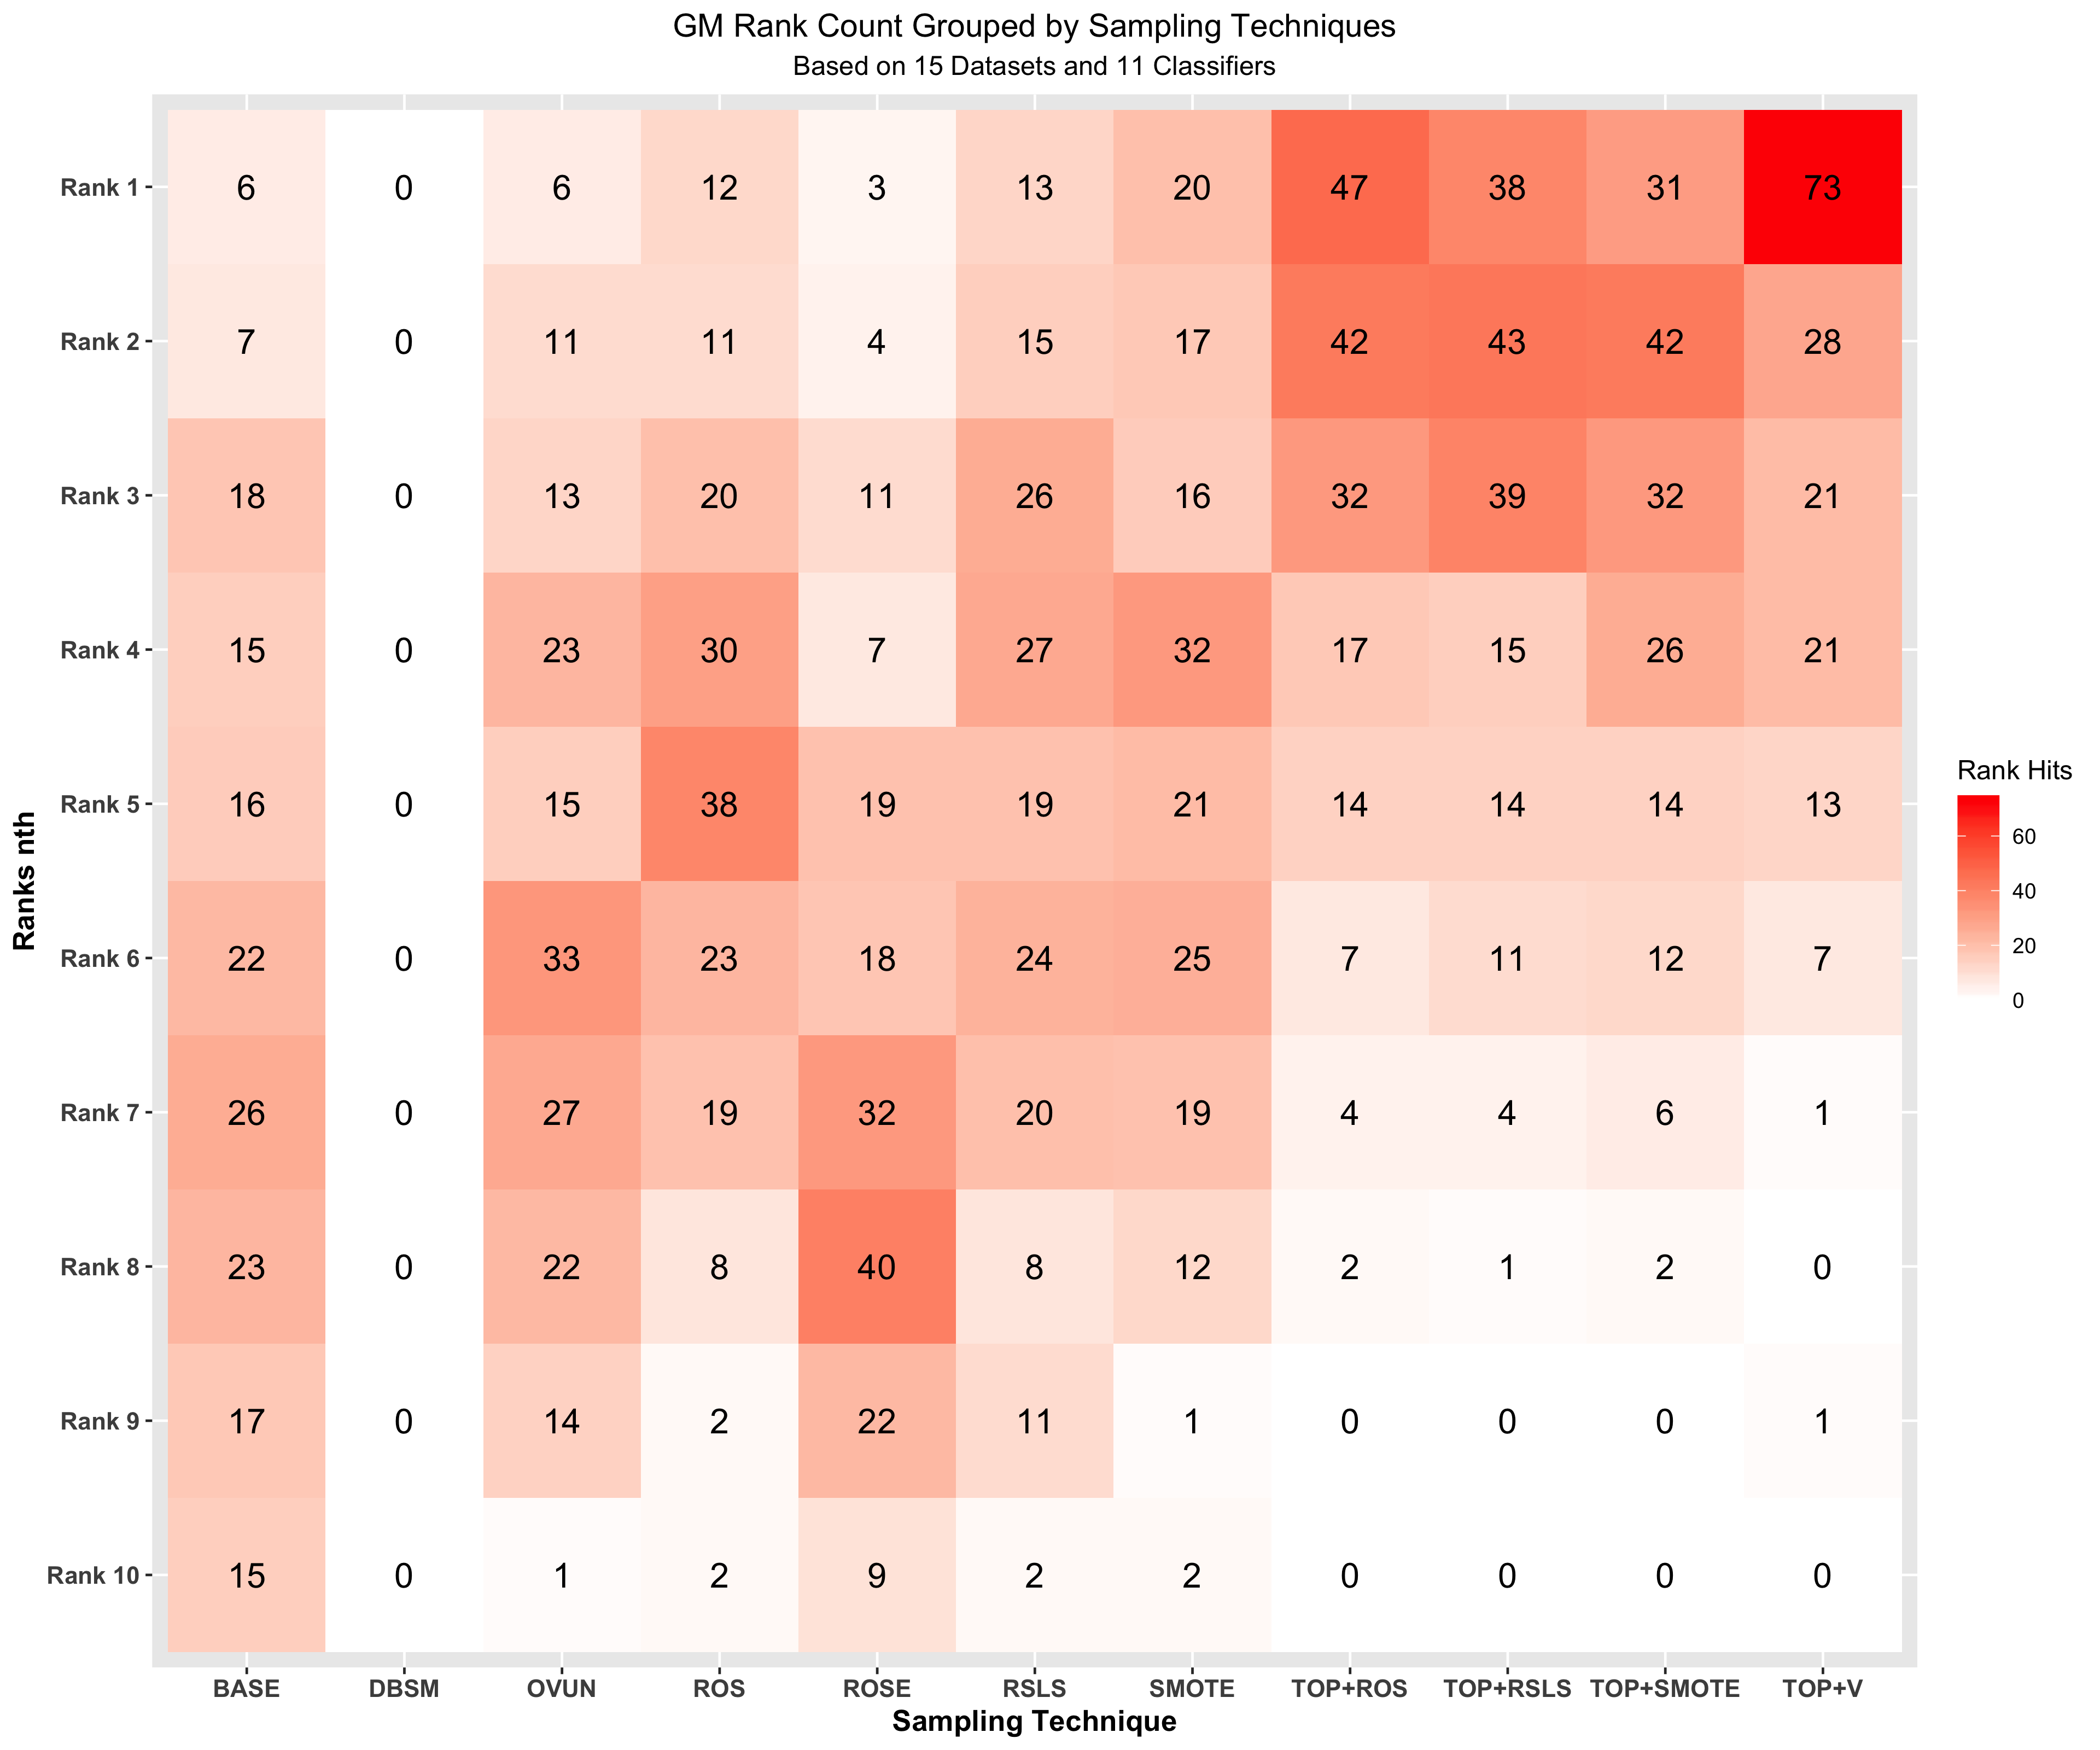 GM Rank Count Grouped by Sampling Techniques
Based on 15 Datasets and 11 Classifiers
Rank 1 6 0 6 12 3 13 20 47 38 31 73
Rank 2 7 0 11 11 4 15 17 42 43 42 28
Rank 3 18 0 13 20 11 26 16 32 39 32 21
Rank 4 15 0 23 30 7 27 32 17 15 26 21
Rank 5 16 0 15 38 19 19 21 14 14 14 13
Rank 6 22 0 33 23 18 24 25 7 11 12 7
Rank 7 26 0 27 19 32 20 19 4 4 6 1
Rank 8 23 0 22 8 40 8 12 2 1 2 0
Rank 9 17 0 14 2 22 11 1 0 0 0 1
Rank 10 15 0 1 2 9 2 2 0 0 0 0
BASE DBSM OVUN ROS ROSE RSLS SMOTE TOP+ROS TOP+RSLS TOP+SMOTE TOP+V
Sampling Technique
Ranks nth
Rank Hits
60
40
20
0